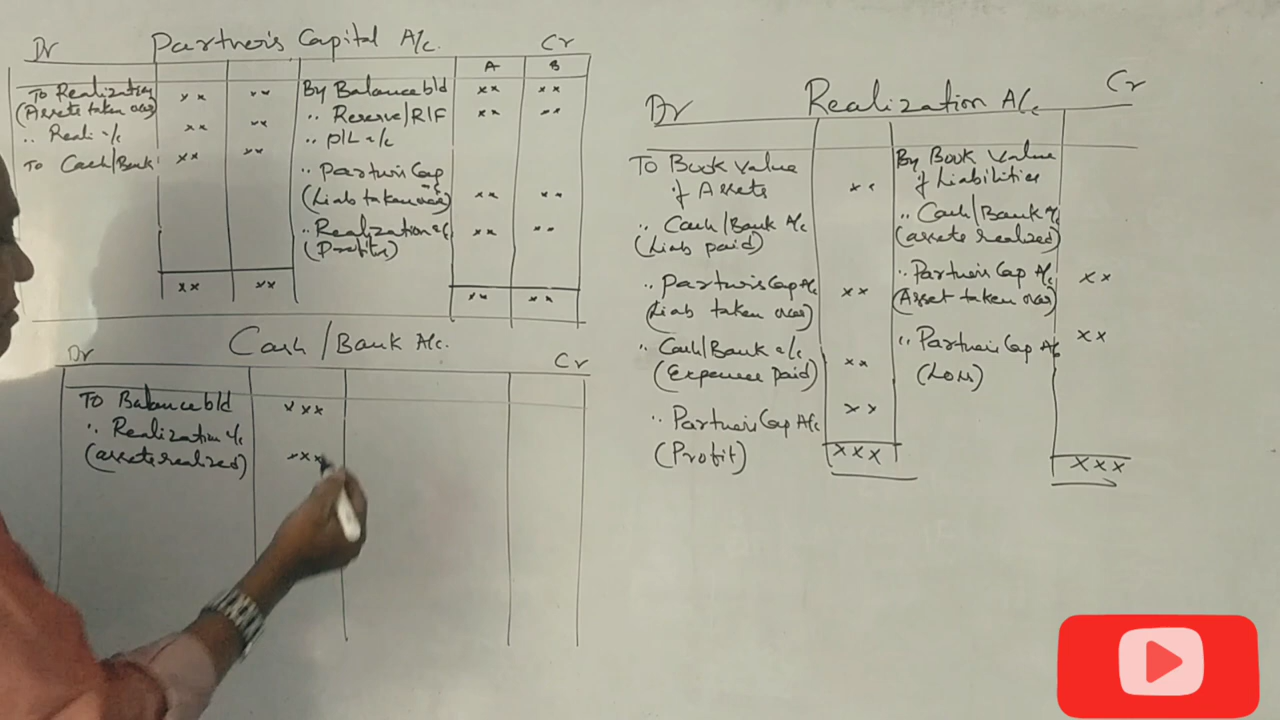 Dr Partner's Capital A/c. Cr
A B
To Realization xx xx By Balance b/d xx xx
(Assets taken over) .. Reserve/RIF xx xx
.. Reali a/c xx xx .. P/L a/c
To Cash/Bank xx xx .. Partner's Cap
(Liab taken over) xx xx
.. Realization a/c xx xx
(Profits)
xx xx xx xx
Dr Cash/Bank A/c. Cr
To Balance b/d xxx
.. Realization a/c
(assets realized) xxx
Dr Realization A/c Cr
To Book Value By Book Value
of Assets xx of Liabilities
.. Cash/Bank A/c .. Cash/Bank a/c
(Liab paid) (assets realized)
.. Partner's Cap A/c xx .. Partner's Cap A/c xx
(Liab taken over) (Asset taken over)
.. Cash/Bank a/c xx .. Partner's Cap A/c xx
(Expense Paid) (Loss)
.. Partner's Cap A/c xx
(Profit) xxx xxx